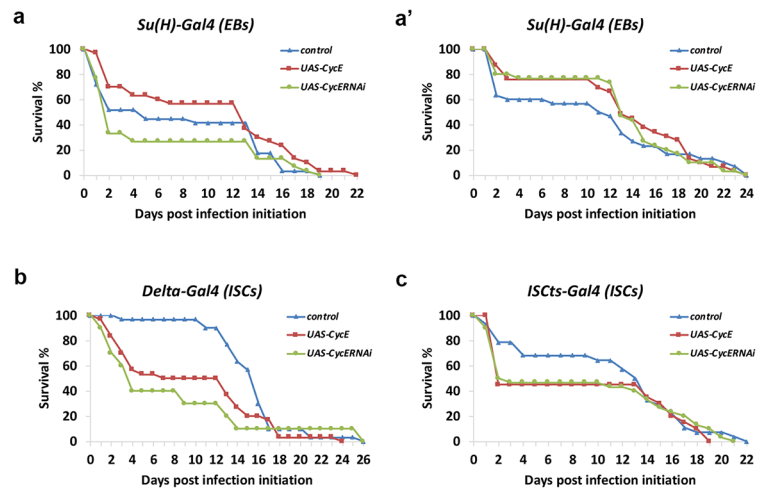 a
Su(H)-Gal4 (EBs)
Survival %
100
80
60
40
20
0
0 2 4 6 8 10 12 14 16 18 20 22
Days post infection initiation
control
UAS-CycE
UAS-CycERNAi
a’
Su(H)-Gal4 (EBs)
Survival%
100
80
60
40
20
0
0 2 4 6 8 10 11 12 14 16 18 20 22 24
Days post infection initiation
control
UAS-CycE
UAS-CycERNAi
b
Delta-Gal4 (ISCs)
Survival %
100
80
60
40
20
0
0 2 4 6 8 10 12 14 16 18 20 22 23 24 26
Days post infection initiation
control
UAS-CycE
UAS-CycERNAi
c
ISCts-Gal4 (ISCs)
Survival %
100
80
60
40
20
0
0 2 4 6 8 10 11 13 14 16 18 20 22
Days post infection initiation
control
UAS-CycE
UAS-CycERNAi